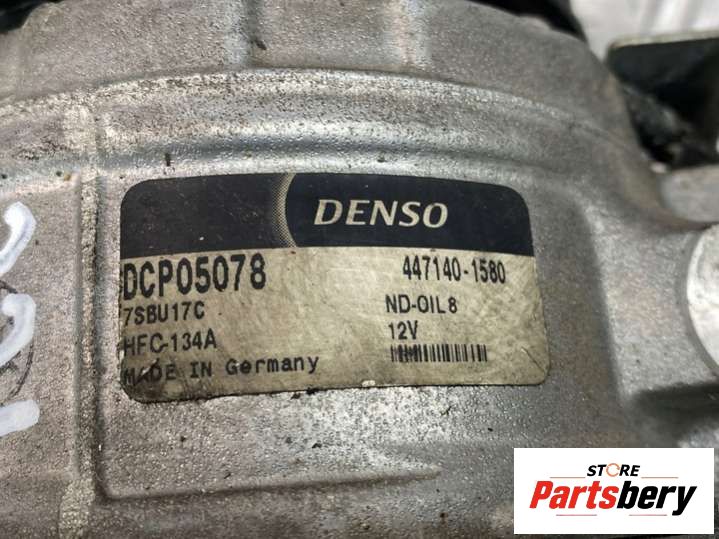 DENSO
DCP05078 447140-1580
7SBU17C ND-OIL8
HFC-134A 12V
MADE IN Germany
STORE
Partsbery